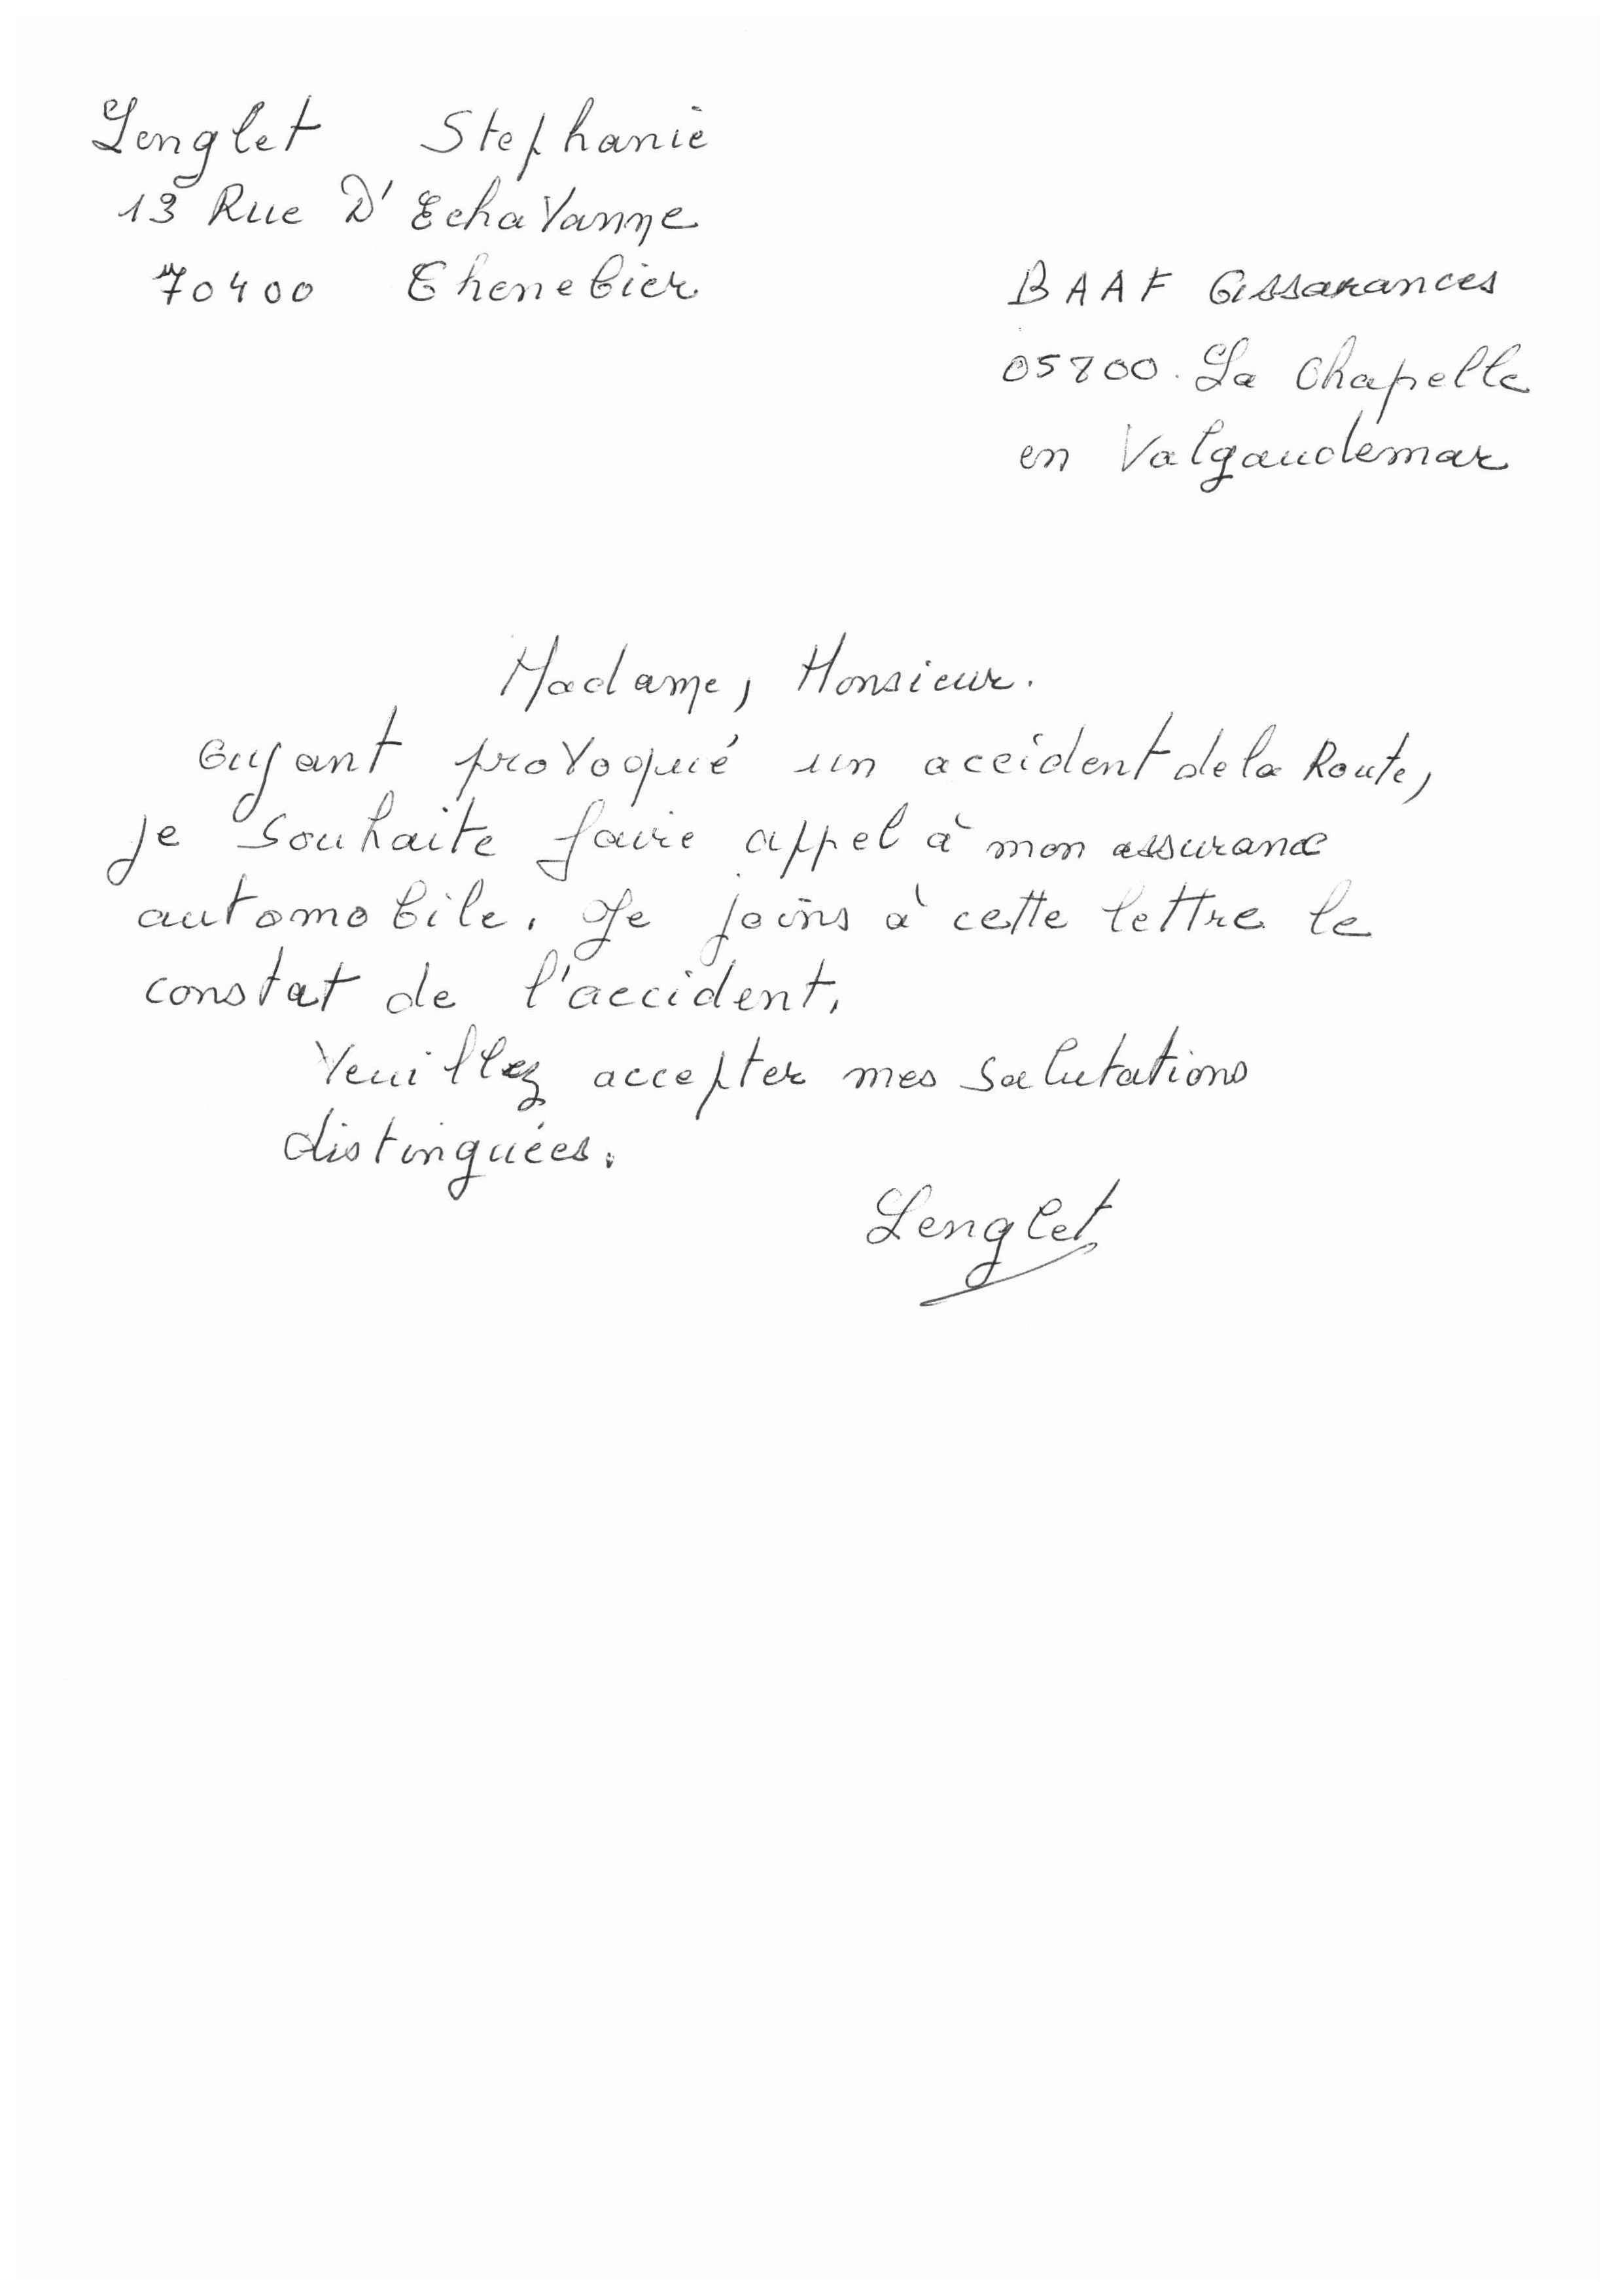 Lenglet Stephanie
13 Rue D'EchaVanne
70400 Chenebier
BAAF Assurances
05800. La Chapelle
en Valgaudemar
Madame, Monsieur.
ayant provoqué un accident de la Route,
je souhaite faire appel à mon assurance
automobile. Je joins à cette lettre le
constat de l'accident.
Veuillez accepter mes salutations
distinguées.
Lenglet